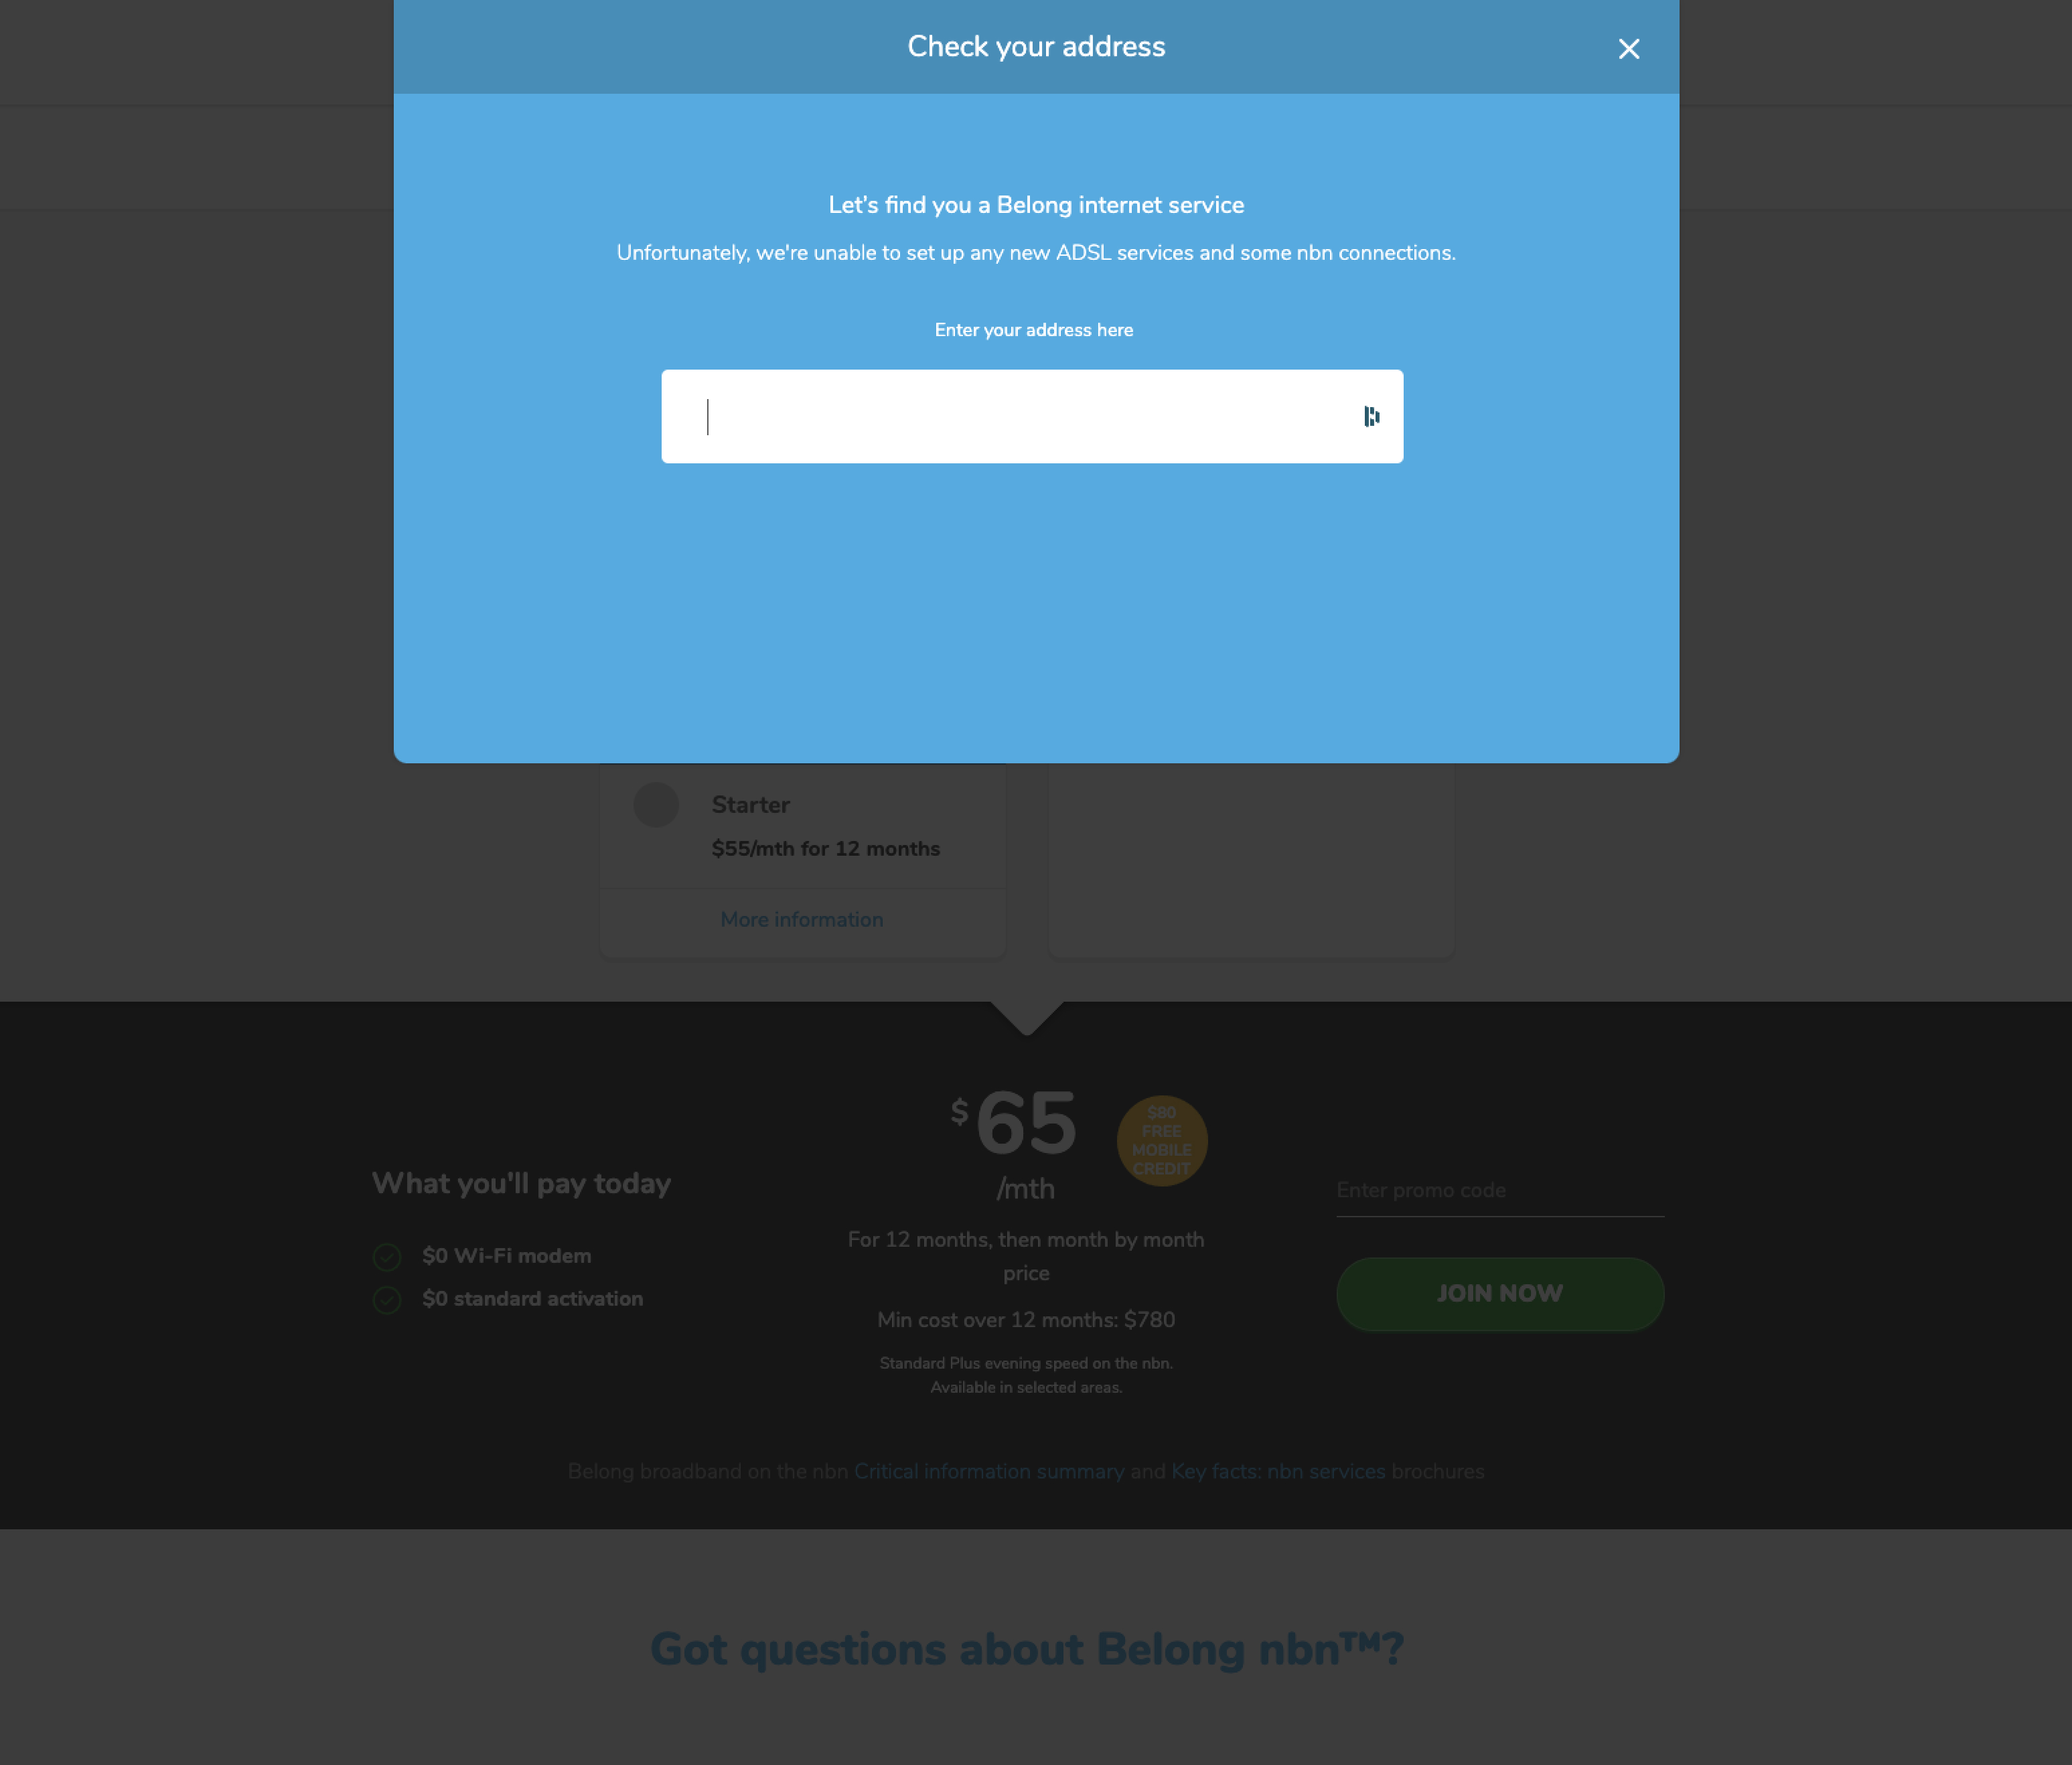 Check your address
Let's find you a Belong internet service
Unfortunately, we're unable to set up any new ADSL services and some nbn connections.
Enter your address here
Starter
$55/mth for 12 months
More information
$65
$80
FREE
MOBILE
CREDIT
/mth
What you'll pay today
$0 Wi-Fi modem
$0 standard activation
For 12 months, then month by month
price
Min cost over 12 months: $780
Standard Plus evening speed on the nbn.
Available in selected areas.
Enter promo code
JOIN NOW
Belong broadband on the nbn Critical information summary and Key facts: nbn services brochures
Got questions about Belong nbn™?